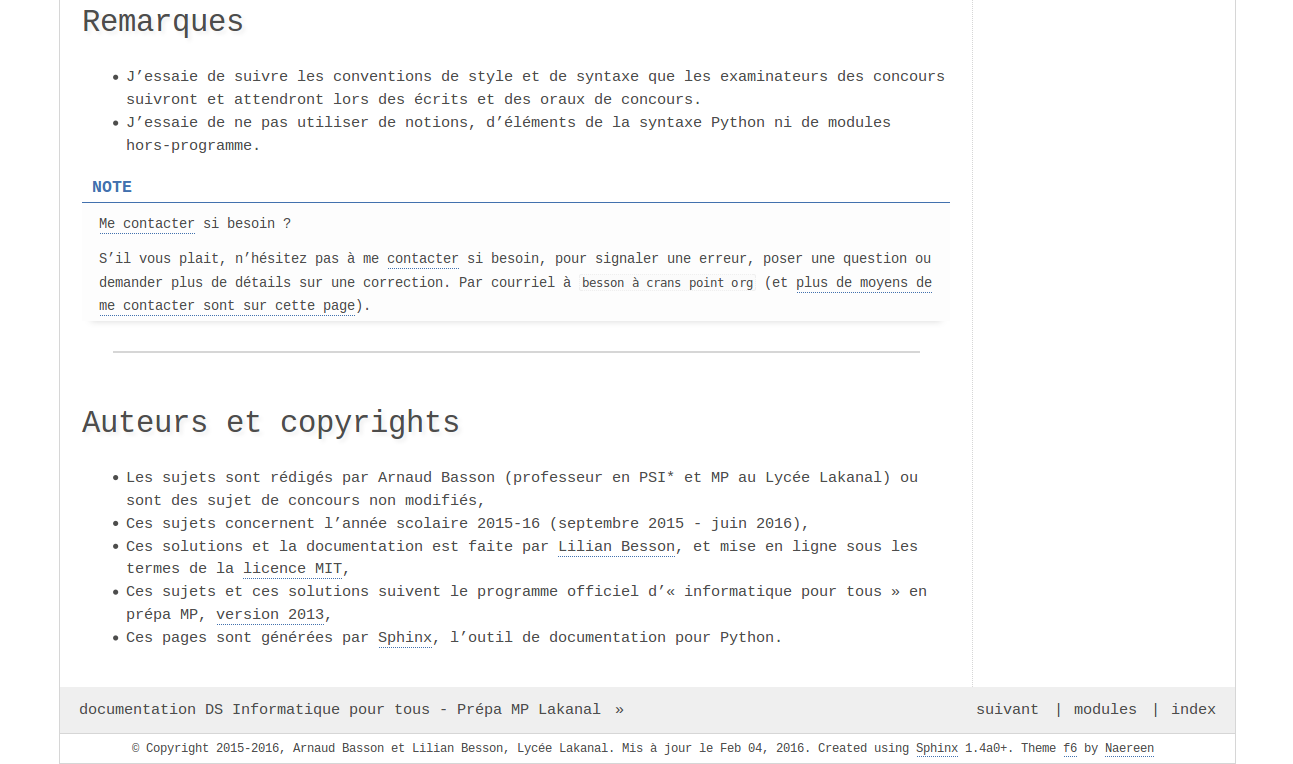 Remarques
• J’essaie de suivre les conventions de style et de syntaxe que les examinateurs des concours
suivront et attendront lors des écrits et des oraux de concours.
• J’essaie de ne pas utiliser de notions, d’éléments de la syntaxe Python ni de modules
hors-programme.
NOTE
Me contacter si besoin ?
S’il vous plait, n’hésitez pas à me contacter si besoin, pour signaler une erreur, poser une question ou
demander plus de détails sur une correction. Par courriel à besson à crans point org (et plus de moyens de
me contacter sont sur cette page).
Auteurs et copyrights
• Les sujets sont rédigés par Arnaud Basson (professeur en PSI* et MP au Lycée Lakanal) ou
sont des sujet de concours non modifiés,
• Ces sujets concernent l’année scolaire 2015-16 (septembre 2015 - juin 2016),
• Ces solutions et la documentation est faite par Lilian Besson, et mise en ligne sous les
termes de la licence MIT,
• Ces sujets et ces solutions suivent le programme officiel d’« informatique pour tous » en
prépa MP, version 2013,
• Ces pages sont générées par Sphinx, l’outil de documentation pour Python.
documentation DS Informatique pour tous - Prépa MP Lakanal » suivant | modules | index
© Copyright 2015-2016, Arnaud Basson et Lilian Besson, Lycée Lakanal. Mis à jour le Feb 04, 2016. Created using Sphinx 1.4a0+. Theme f6 by Naereen